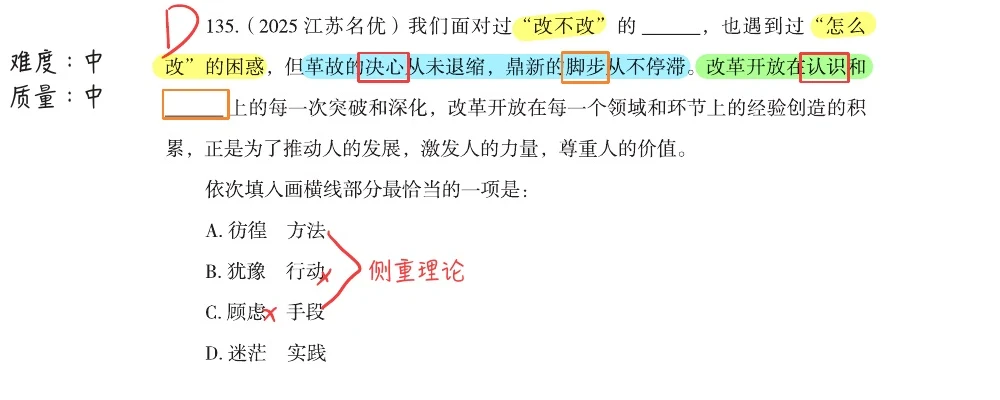 D
135.(2025 江苏名优)我们面对过“改不改”的 ______,也遇到过“怎么
难度:中
改”的困惑,但革故的决心从未退缩,鼎新的脚步从不停滞。改革开放在认识和
质量:中
______上的每一次突破和深化,改革开放在每一个领域和环节上的经验创造的积
累,正是为了推动人的发展,激发人的力量,尊重人的价值。
依次填入画横线部分最恰当的一项是:
A. 彷徨 方法
B. 犹豫 行动
侧重理论
C. 顾虑 手段
D. 迷茫 实践